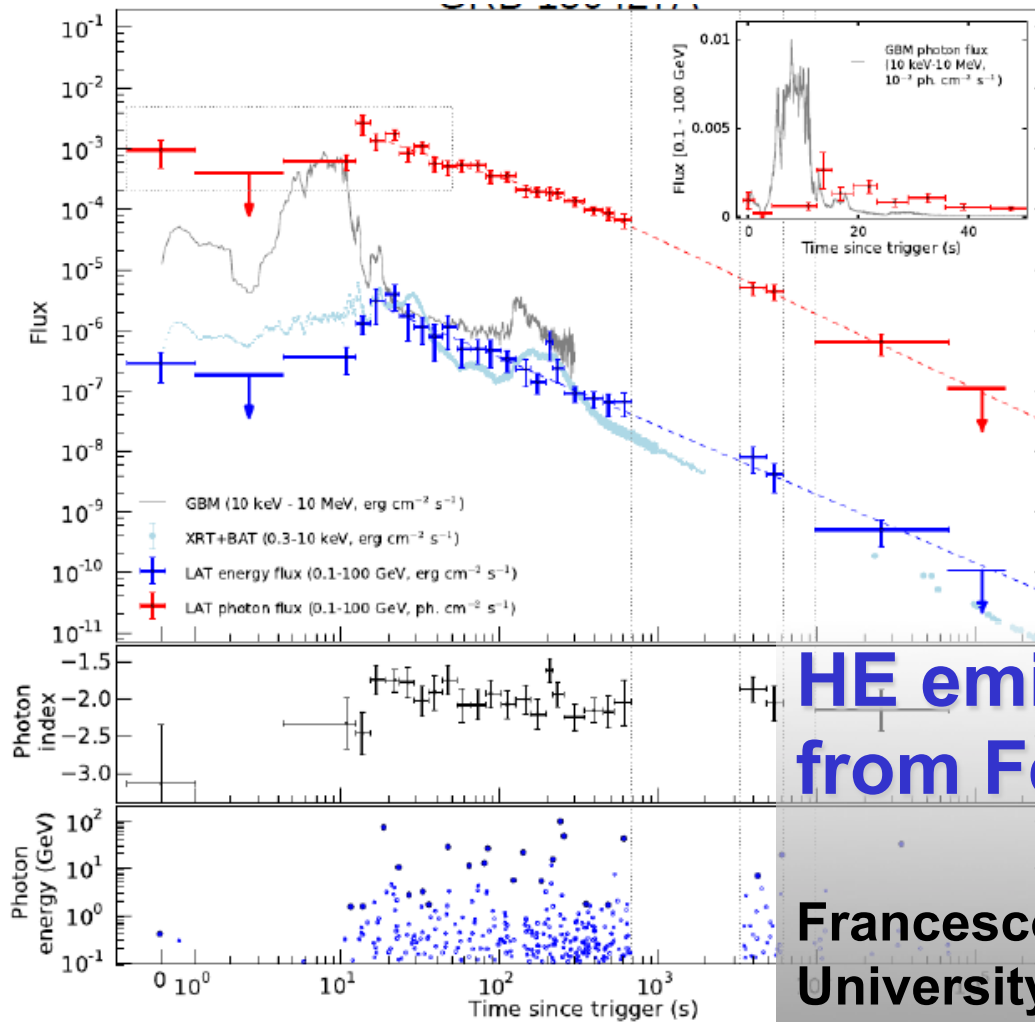 10⁻¹
10⁻²
10⁻³
10⁻⁴
10⁻⁵
10⁻⁶
10⁻⁷
10⁻⁸
10⁻⁹
10⁻¹⁰
10⁻¹¹
Flux
GBM (10 keV - 10 MeV, erg cm⁻² s⁻¹)
XRT+BAT (0.3-10 keV, erg cm⁻² s⁻¹)
LAT energy flux (0.1-100 GeV, erg cm⁻² s⁻¹)
LAT photon flux (0.1-100 GeV, ph. cm⁻² s⁻¹)
0.01
0.005
0
Flux [0.1 - 100 GeV]
GBM photon flux
(10 keV-10 MeV,
ph. cm⁻² s⁻¹)
0 20 40
Time since trigger (s)
−1.5
−2.0
−2.5
−3.0
Photon
index
10²
10¹
10⁰
10⁻¹
Photon
energy (GeV)
0 10⁰ 10¹ 10² 10³
Time since trigger (s)
HE emi
from Fe
Francesco
University